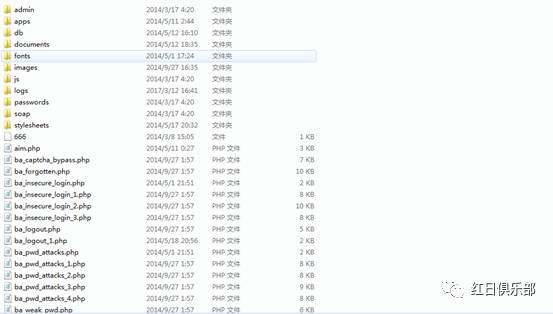 admin 2014/3/17 4:20 文件夹
apps 2014/5/11 2:44 文件夹
db 2014/5/12 16:10 文件夹
documents 2014/5/12 18:35 文件夹
fonts 2014/5/1 17:24 文件夹
images 2014/9/27 16:35 文件夹
js 2014/3/17 4:20 文件夹
logs 2017/3/12 16:41 文件夹
passwords 2014/3/17 4:20 文件夹
soap 2014/3/17 4:20 文件夹
stylesheets 2014/5/17 20:32 文件夹
666 2014/3/8 15:05 文件 1 KB
aim.php 2014/5/11 0:27 PHP 文件 3 KB
ba_captcha_bypass.php 2014/9/27 1:57 PHP 文件 7 KB
ba_forgotten.php 2014/9/27 1:57 PHP 文件 10 KB
ba_insecure_login.php 2014/5/1 21:51 PHP 文件 2 KB
ba_insecure_login_1.php 2014/9/27 1:57 PHP 文件 8 KB
ba_insecure_login_2.php 2014/9/27 1:57 PHP 文件 10 KB
ba_insecure_login_3.php 2014/9/27 1:57 PHP 文件 8 KB
ba_logout.php 2014/9/27 1:57 PHP 文件 5 KB
ba_logout_1.php 2014/5/18 20:56 PHP 文件 2 KB
ba_pwd_attacks.php 2014/5/1 21:51 PHP 文件 2 KB
ba_pwd_attacks_1.php 2014/9/27 1:57 PHP 文件 8 KB
ba_pwd_attacks_2.php 2014/9/27 1:57 PHP 文件 8 KB
ba_pwd_attacks_3.php 2014/9/27 1:57 PHP 文件 9 KB
ba_pwd_attacks_4.php 2014/9/27 1:57 PHP 文件 8 KB
ba_weak_pwd.php 2014/9/27 1:57 PHP 文件 8 KB
红日俱乐部